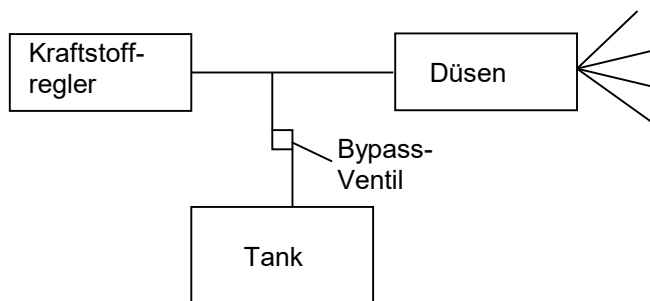 Kraftstoff-
regler
Düsen
Bypass-
Ventil
Tank